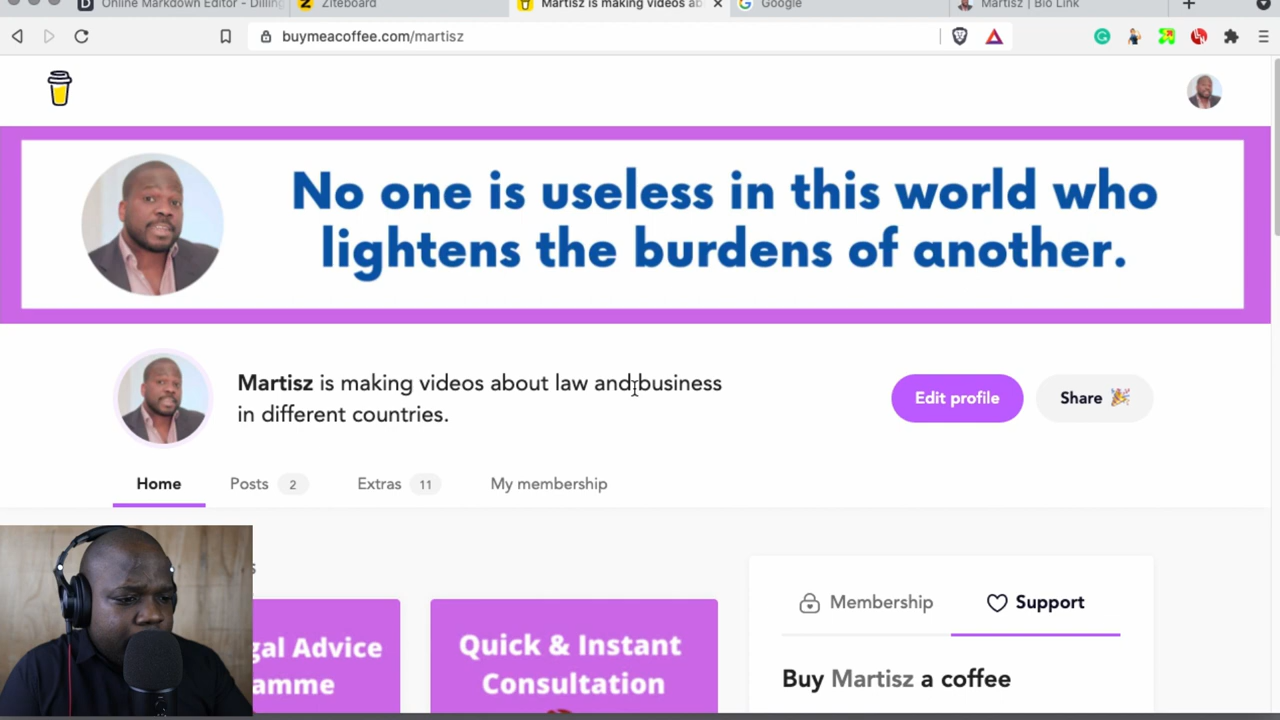 Online Markdown Editor - Dilling
Ziteboard
Martisz is making videos ab
Google
Martisz | Bio Link
buymeacoffee.com/martisz
No one is useless in this world who
lightens the burdens of another.
Martisz is making videos about law and business
in different countries.
Edit profile
Share
Home
Posts 2
Extras 11
My membership
Membership
Support
gal Advice
amme
Quick & Instant
Consultation
Buy Martisz a coffee